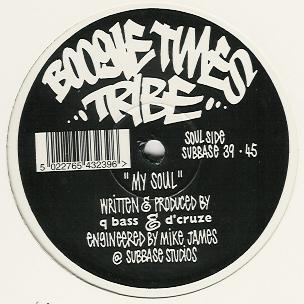 BOOGIE TIMES
TRIBE
SOUL SIDE
SUBBASE 39 - 45
5 022765 432396 >
"MY SOUL"
WRITTEN & PRODUCED BY
q bass & d'cruze
ENGINEERED BY MIKE JAMES
@ SUBBASE STUDIOS